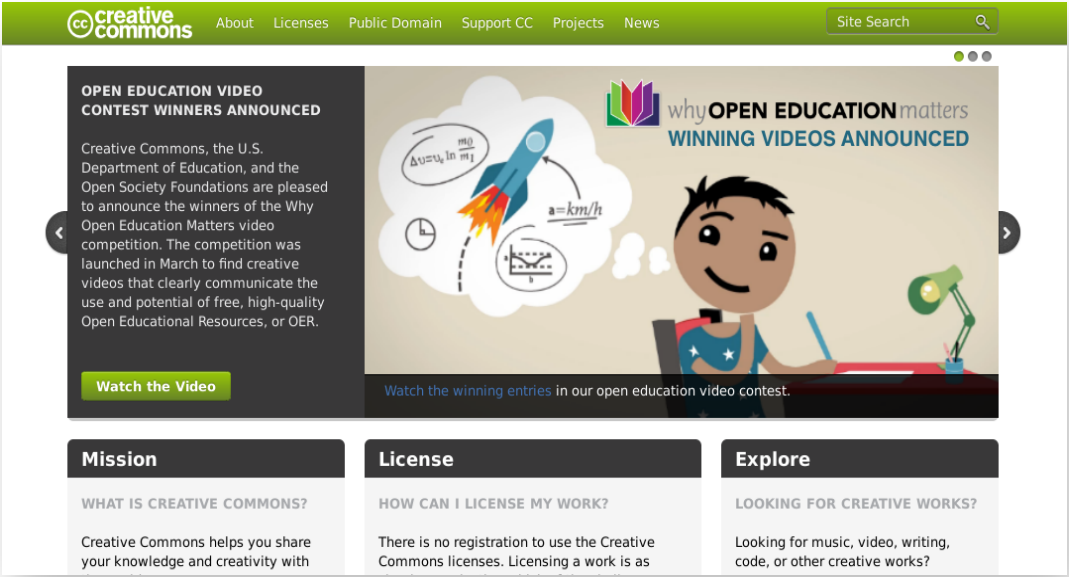 creative
commons
About Licenses Public Domain Support CC Projects News
Site Search
OPEN EDUCATION VIDEO
CONTEST WINNERS ANNOUNCED
Creative Commons, the U.S.
Department of Education, and the
Open Society Foundations are pleased
to announce the winners of the Why
Open Education Matters video
competition. The competition was
launched in March to find creative
videos that clearly communicate the
use and potential of free, high-quality
Open Educational Resources, or OER.
Watch the Video
Δυ=υₑ ln m₀/m₁
a=km/h
a
b
why OPEN EDUCATION matters
WINNING VIDEOS ANNOUNCED
Watch the winning entries in our open education video contest.
Mission
WHAT IS CREATIVE COMMONS?
Creative Commons helps you share
your knowledge and creativity with
License
HOW CAN I LICENSE MY WORK?
There is no registration to use the Creative
Commons licenses. Licensing a work is as
Explore
LOOKING FOR CREATIVE WORKS?
Looking for music, video, writing,
code, or other creative works?